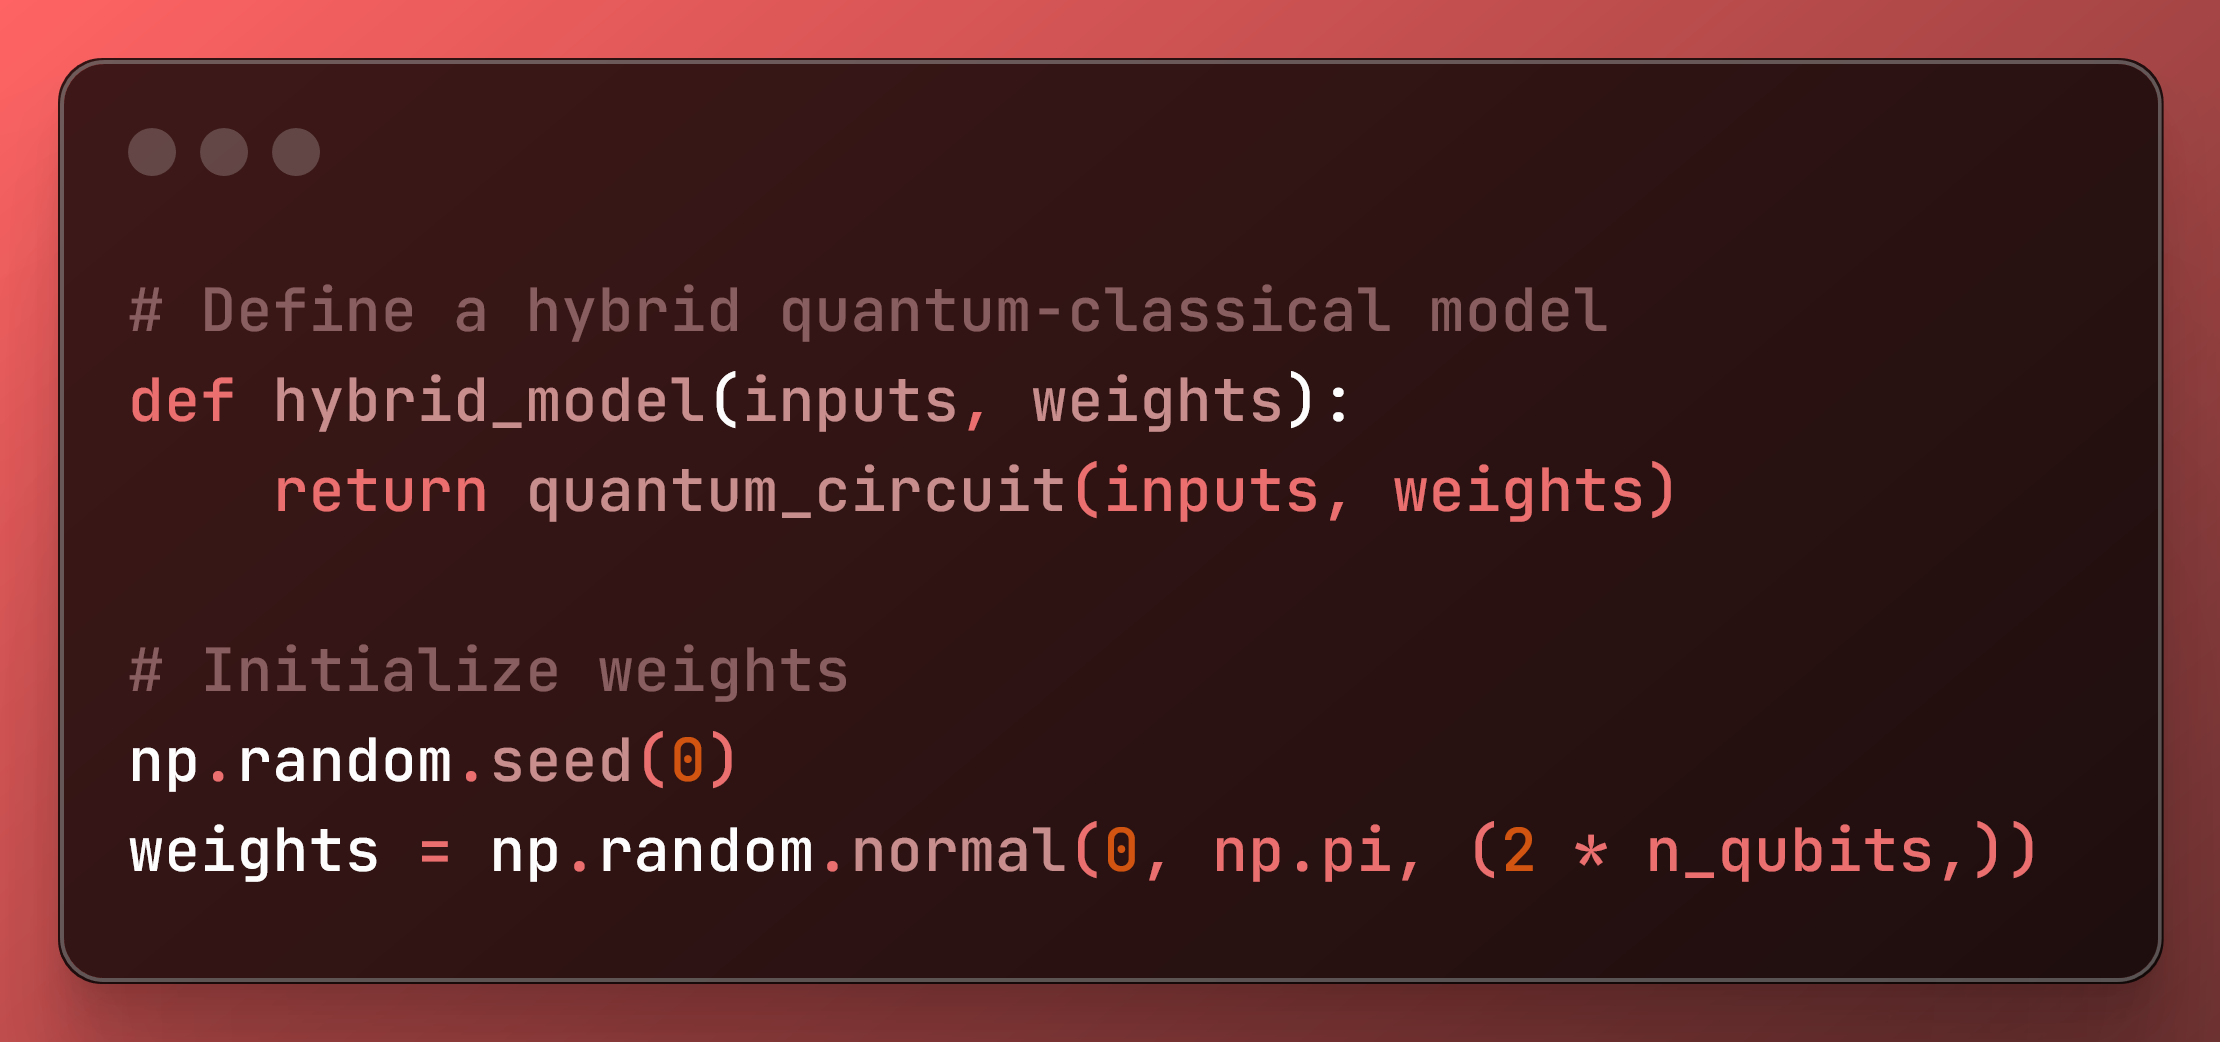 # Define a hybrid quantum-classical model
def hybrid_model(inputs, weights):
    return quantum_circuit(inputs, weights)
# Initialize weights
np.random.seed(0)
weights = np.random.normal(0, np.pi, (2 * n_qubits,))